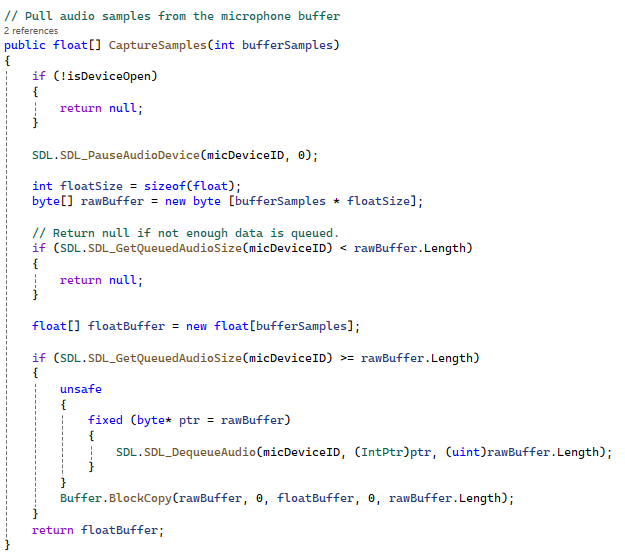 // Pull audio samples from the microphone buffer
2 references
public float[] CaptureSamples(int bufferSamples)
{
    if (!isDeviceOpen)
    {
        return null;
    }

    SDL.SDL_PauseAudioDevice(micDeviceID, 0);

    int floatSize = sizeof(float);
    byte[] rawBuffer = new byte [bufferSamples * floatSize];

    // Return null if not enough data is queued.
    if (SDL.SDL_GetQueuedAudioSize(micDeviceID) < rawBuffer.Length)
    {
        return null;
    }

    float[] floatBuffer = new float[bufferSamples];

    if (SDL.SDL_GetQueuedAudioSize(micDeviceID) >= rawBuffer.Length)
    {
        unsafe
        {
            fixed (byte* ptr = rawBuffer)
            {
                SDL.SDL_DequeueAudio(micDeviceID, (IntPtr)ptr, (uint)rawBuffer.Length);
            }
        }
        Buffer.BlockCopy(rawBuffer, 0, floatBuffer, 0, rawBuffer.Length);
    }
    return floatBuffer;
}